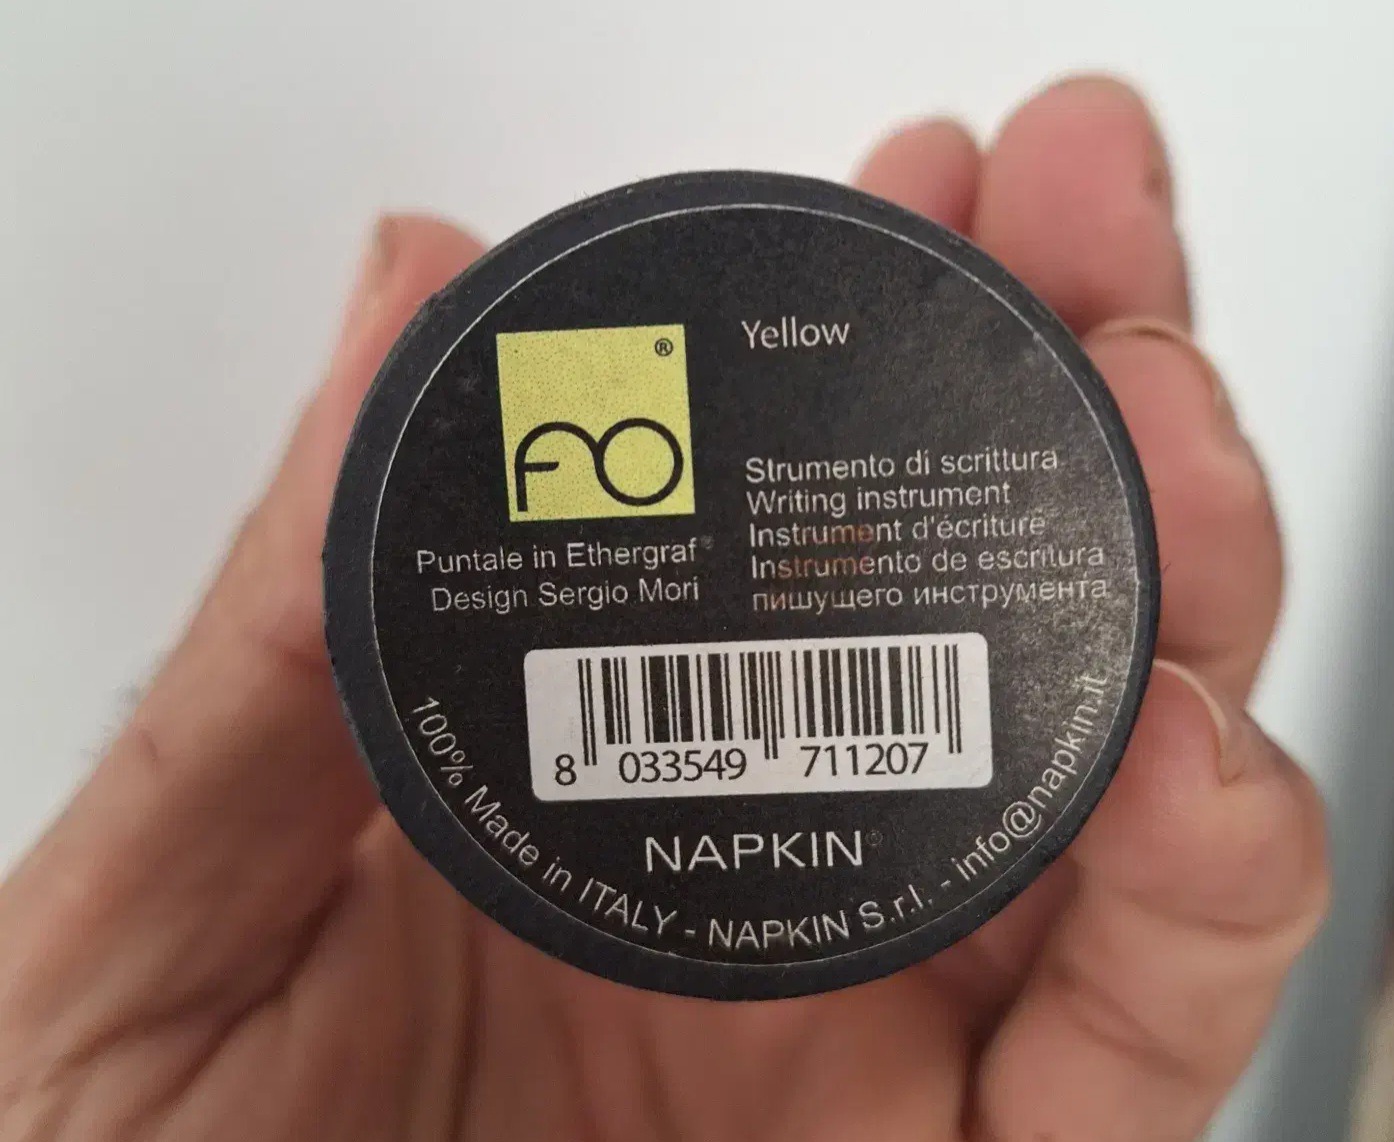 ®
fo
Yellow
Puntale in Ethergraf®
Design Sergio Mori
Strumento di scrittura
Writing instrument
Instrument d'écriture
Instrumento de escritura
пишущего инструмента
8 033549 711207
NAPKIN®
100% Made in ITALY - NAPKIN S.r.l. - info@napkin.it